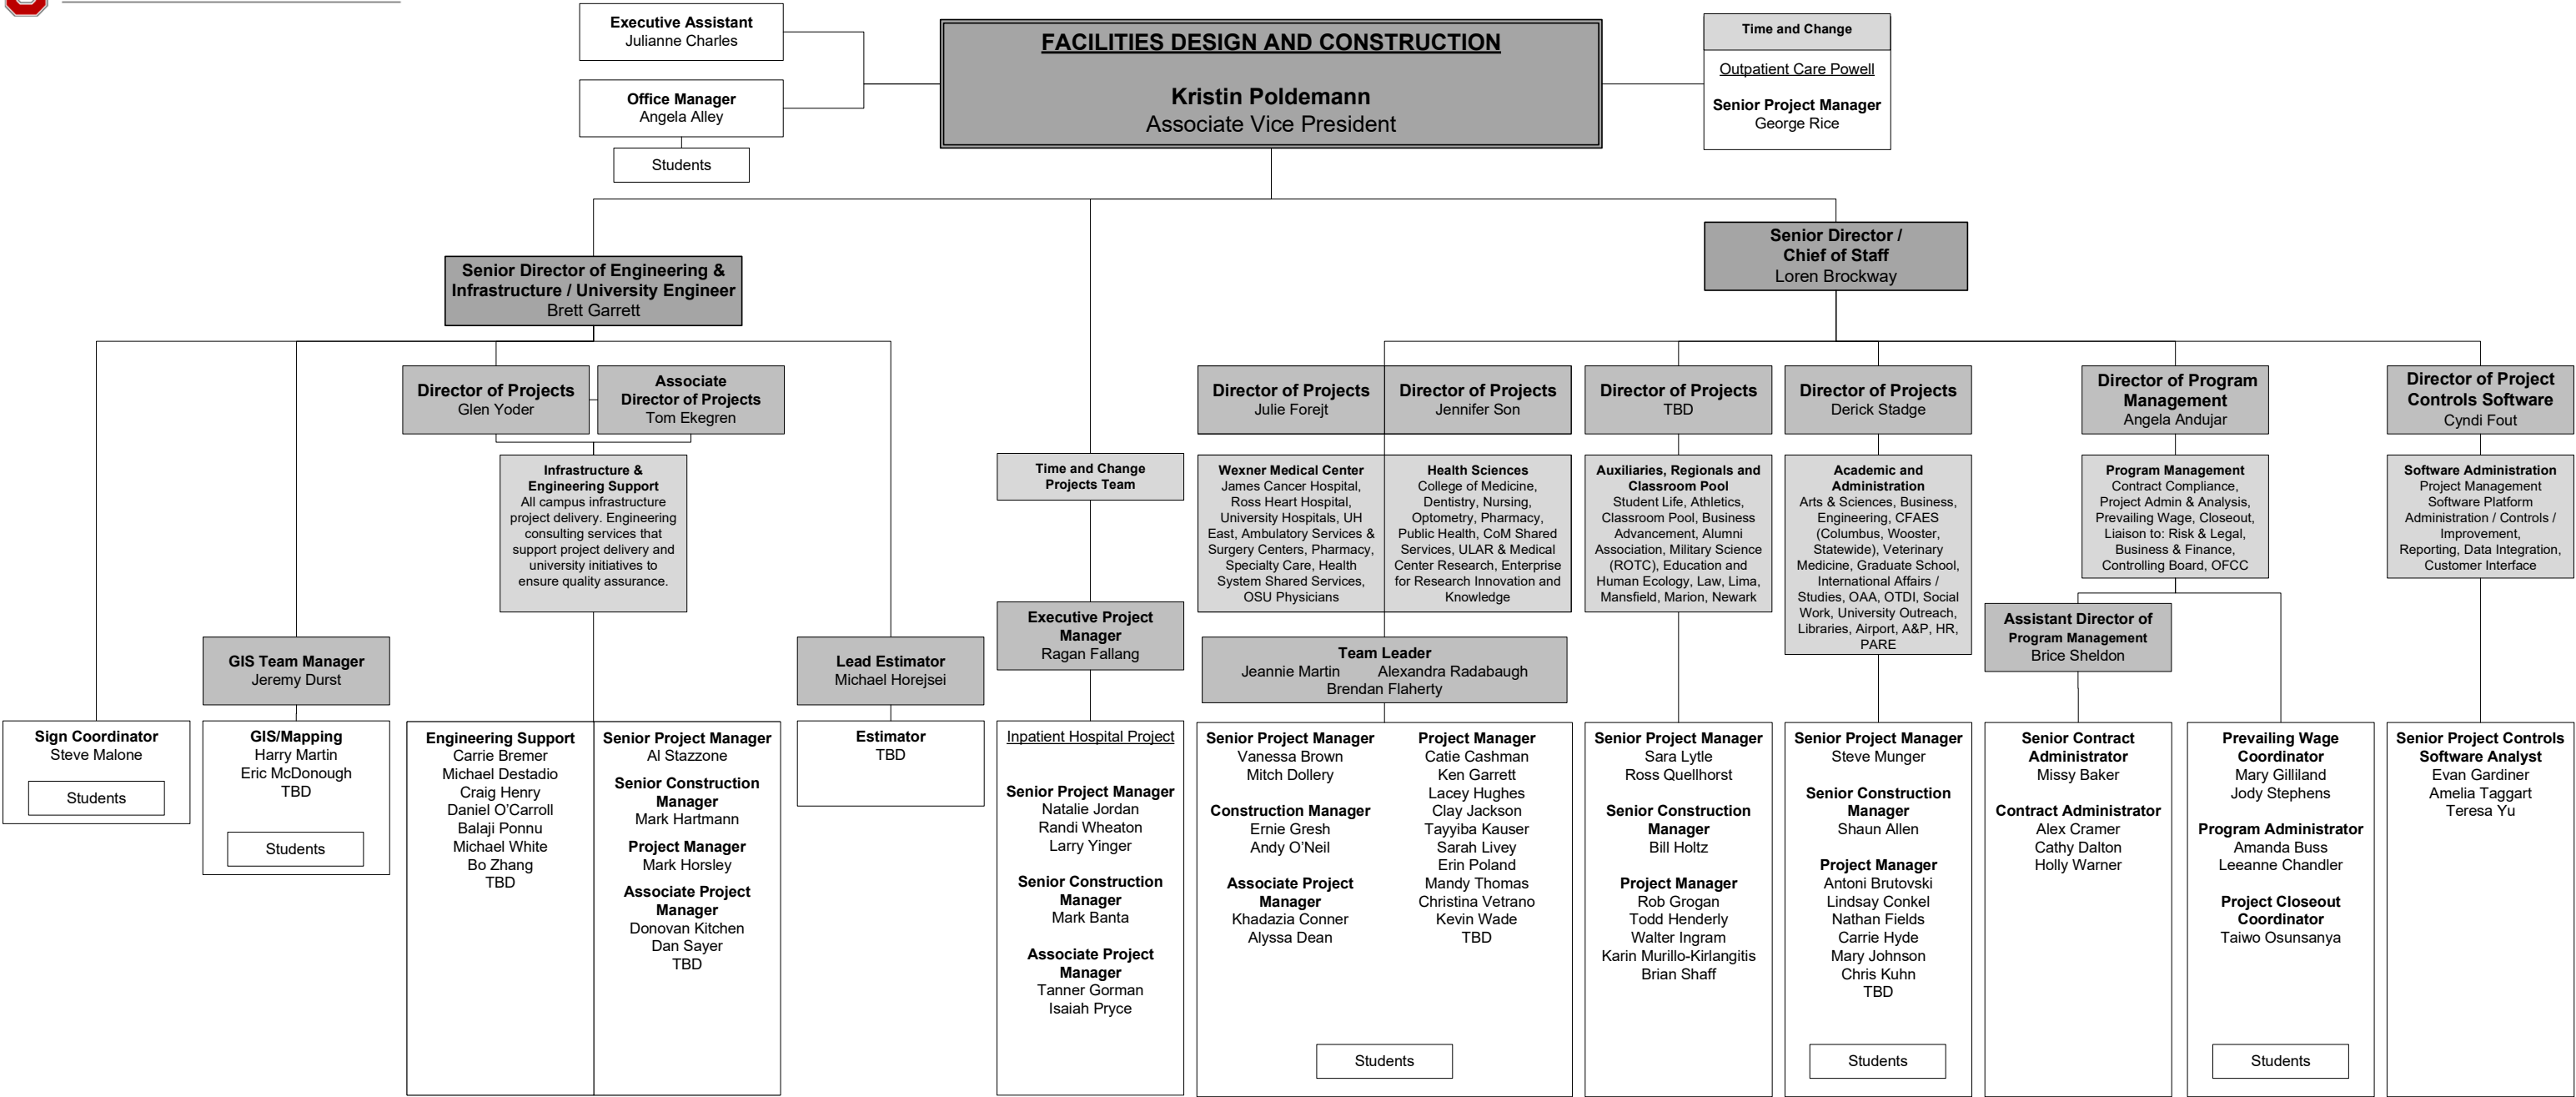 Executive Assistant
Julianne Charles
Office Manager
Angela Alley
Students
FACILITIES DESIGN AND CONSTRUCTION
Kristin Poldemann
Associate Vice President
Time and Change
Outpatient Care Powell
Senior Project Manager
George Rice
Senior Director of Engineering &
Infrastructure / University Engineer
Brett Garrett
Senior Director /
Chief of Staff
Loren Brockway
Director of Projects
Glen Yoder
Associate
Director of Projects
Tom Ekegren
Infrastructure &
Engineering Support
All campus infrastructure
project delivery. Engineering
consulting services that
support project delivery and
university initiatives to
ensure quality assurance.
Time and Change
Projects Team
Executive Project
Manager
Ragan Fallang
Director of Projects
Julie Forejt
Director of Projects
Jennifer Son
Director of Projects
TBD
Director of Projects
Derick Stadge
Director of Program
Management
Angela Andujar
Director of Project
Controls Software
Cyndi Fout
Wexner Medical Center
James Cancer Hospital,
Ross Heart Hospital,
University Hospitals, UH
East, Ambulatory Services &
Surgery Centers, Pharmacy,
Specialty Care, Health
System Shared Services,
OSU Physicians
Health Sciences
College of Medicine,
Dentistry, Nursing,
Optometry, Pharmacy,
Public Health, CoM Shared
Services, ULAR & Medical
Center Research, Enterprise
for Research Innovation and
Knowledge
Auxiliaries, Regionals and
Classroom Pool
Student Life, Athletics,
Classroom Pool, Business
Advancement, Alumni
Association, Military Science
(ROTC), Education and
Human Ecology, Law, Lima,
Mansfield, Marion, Newark
Academic and
Administration
Arts & Sciences, Business,
Engineering, CFAES
(Columbus, Wooster,
Statewide), Veterinary
Medicine, Graduate School,
International Affairs /
Studies, OAA, OTDI, Social
Work, University Outreach,
Libraries, Airport, A&P, HR,
PARE
Program Management
Contract Compliance,
Project Admin & Analysis,
Prevailing Wage, Closeout,
Liaison to: Risk & Legal,
Business & Finance,
Controlling Board, OFCC
Software Administration
Project Management
Software Platform
Administration / Controls /
Improvement,
Reporting, Data Integration,
Customer Interface
Assistant Director of
Program Management
Brice Sheldon
GIS Team Manager
Jeremy Durst
Lead Estimator
Michael Horejsei
Team Leader
Jeannie Martin Alexandra Radabaugh
Brendan Flaherty
Sign Coordinator
Steve Malone
Students
GIS/Mapping
Harry Martin
Eric McDonough
TBD
Students
Engineering Support
Carrie Bremer
Michael Destadio
Craig Henry
Daniel O’Carroll
Balaji Ponnu
Michael White
Bo Zhang
TBD
Senior Project Manager
Al Stazzone
Senior Construction
Manager
Mark Hartmann
Project Manager
Mark Horsley
Associate Project
Manager
Donovan Kitchen
Dan Sayer
TBD
Estimator
TBD
Inpatient Hospital Project
Senior Project Manager
Natalie Jordan
Randi Wheaton
Larry Yinger
Senior Construction
Manager
Mark Banta
Associate Project
Manager
Tanner Gorman
Isaiah Pryce
Senior Project Manager
Vanessa Brown
Mitch Dollery
Construction Manager
Ernie Gresh
Andy O’Neil
Associate Project
Manager
Khadazia Conner
Alyssa Dean
Project Manager
Catie Cashman
Ken Garrett
Lacey Hughes
Clay Jackson
Tayyiba Kauser
Sarah Livey
Erin Poland
Mandy Thomas
Christina Vetrano
Kevin Wade
TBD
Students
Senior Project Manager
Sara Lytle
Ross Quellhorst
Senior Construction
Manager
Bill Holtz
Project Manager
Rob Grogan
Todd Henderly
Walter Ingram
Karin Murillo-Kirlangitis
Brian Shaff
Senior Project Manager
Steve Munger
Senior Construction
Manager
Shaun Allen
Project Manager
Antoni Brutovski
Lindsay Conkel
Nathan Fields
Carrie Hyde
Mary Johnson
Chris Kuhn
TBD
Students
Senior Contract
Administrator
Missy Baker
Contract Administrator
Alex Cramer
Cathy Dalton
Holly Warner
Prevailing Wage
Coordinator
Mary Gilliland
Jody Stephens
Program Administrator
Amanda Buss
Leeanne Chandler
Project Closeout
Coordinator
Taiwo Osunsanya
Students
Senior Project Controls
Software Analyst
Evan Gardiner
Amelia Taggart
Teresa Yu